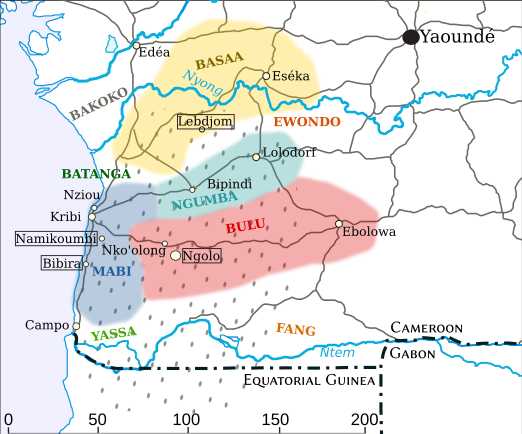 Yaoundé
Edéa
BASAA
Eséka
Nyong
BAKOKO
Lebdjom
EWONDO
Lolodorf
BATANGA
Bipindi
Nziou
NGUMBA
Kribi
BULU
Ebolowa
Namikoumbi
Nko'olong
Ngolo
Bibira
MABI
Campo
YASSA
FANG
CAMEROON
Ntem
GABON
EQUATORIAL GUINEA
0 50 100 150 200